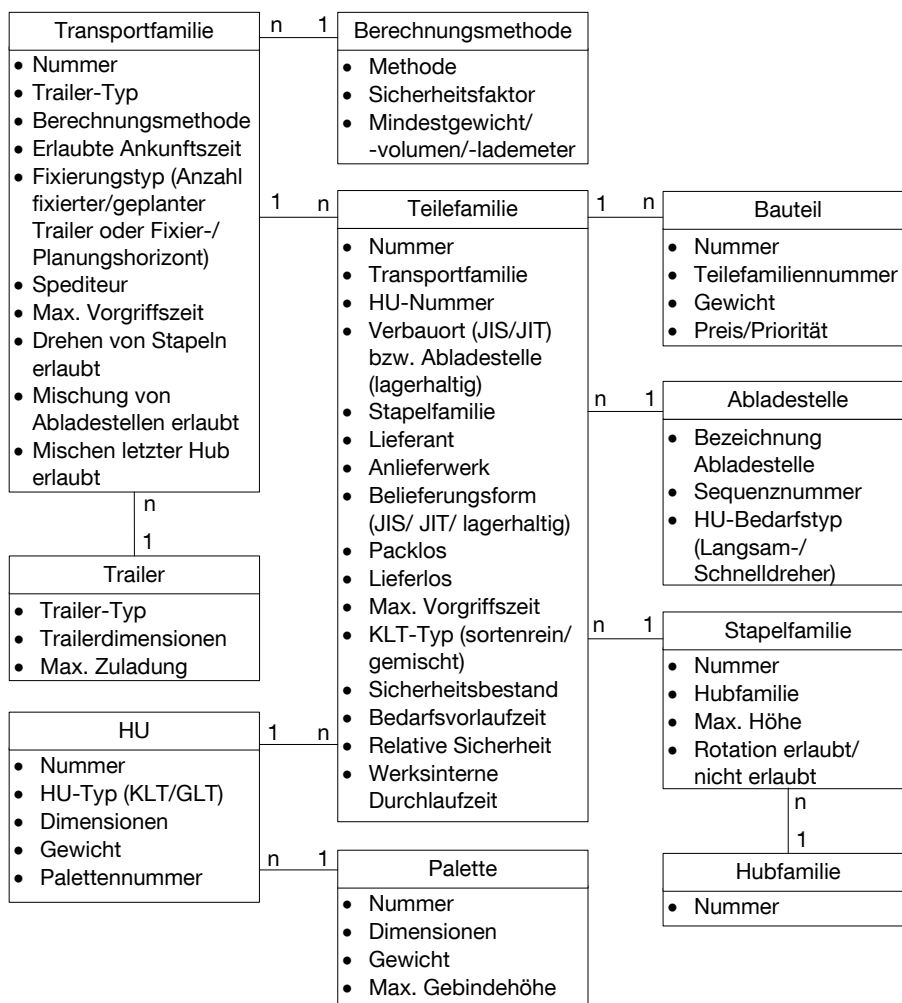 Transportfamilie
• Nummer
• Trailer-Typ
• Berechnungsmethode
• Erlaubte Ankunftszeit
• Fixierungstyp (Anzahl
fixierter/geplanter
Trailer oder Fixier-/
Planungshorizont)
• Spediteur
• Max. Vorgriffszeit
• Drehen von Stapeln
erlaubt
• Mischung von
Abladestellen erlaubt
• Mischen letzter Hub
erlaubt
n 1
Berechnungsmethode
• Methode
• Sicherheitsfaktor
• Mindestgewicht/
-volumen/-lademeter
1 n
Teilefamilie
• Nummer
• Transportfamilie
• HU-Nummer
• Verbauort (JIS/JIT)
bzw. Abladestelle
(lagerhaltig)
• Stapelfamilie
• Lieferant
• Anlieferwerk
• Belieferungsform
(JIS/ JIT/ lagerhaltig)
• Packlos
• Lieferlos
• Max. Vorgriffszeit
• KLT-Typ (sortenrein/
gemischt)
• Sicherheitsbestand
• Bedarfsvorlaufzeit
• Relative Sicherheit
• Werksinterne
Durchlaufzeit
1 n
Bauteil
• Nummer
• Teilefamiliennummer
• Gewicht
• Preis/Priorität
n 1
Abladestelle
• Bezeichnung
Abladestelle
• Sequenznummer
• HU-Bedarfstyp
(Langsam-/
Schnelldreher)
n 1
Stapelfamilie
• Nummer
• Hubfamilie
• Max. Höhe
• Rotation erlaubt/
nicht erlaubt
n
1
Hubfamilie
• Nummer
n
1
Trailer
• Trailer-Typ
• Trailerdimensionen
• Max. Zuladung
HU
• Nummer
• HU-Typ (KLT/GLT)
• Dimensionen
• Gewicht
• Palettennummer
1 n
n 1
Palette
• Nummer
• Dimensionen
• Gewicht
• Max. Gebindehöhe